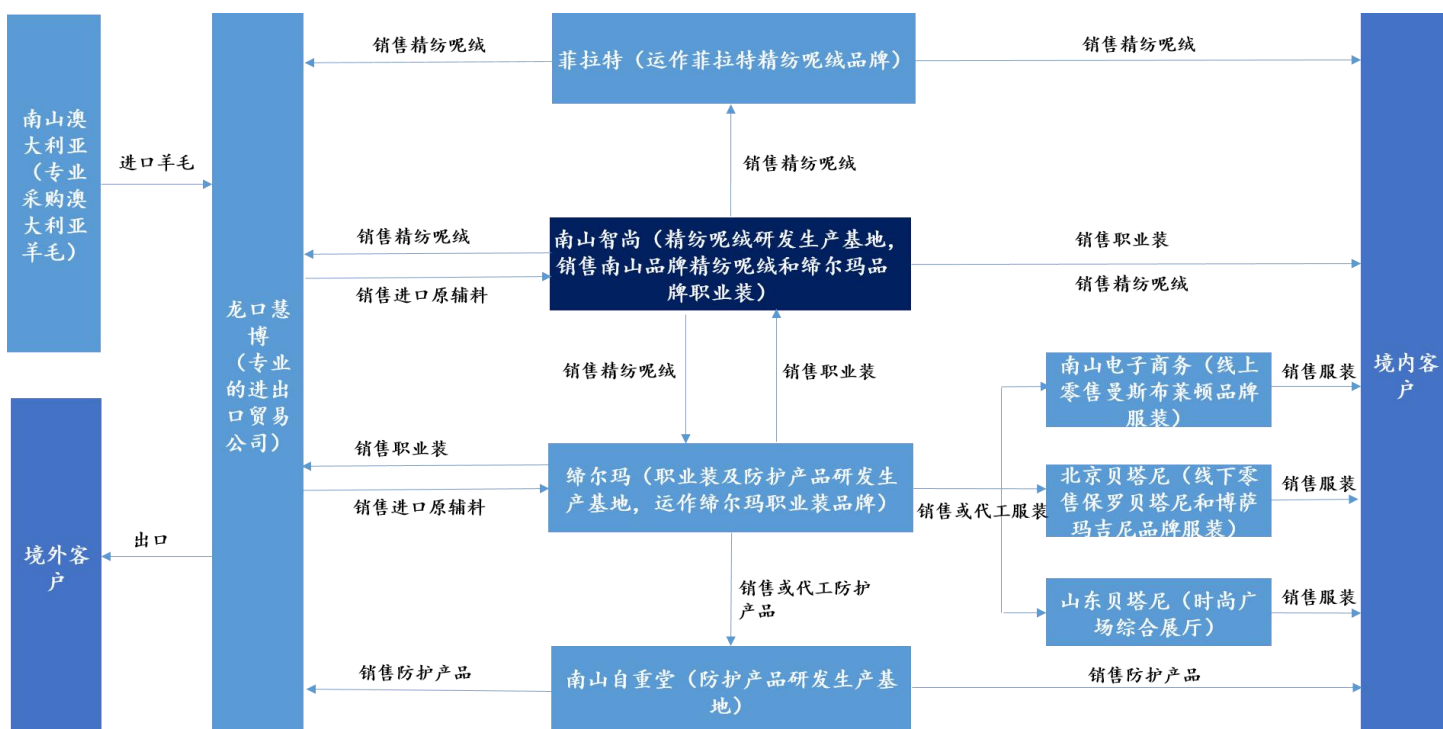 销售精纺呢绒
菲拉特（运作菲拉特精纺呢绒品牌）
销售精纺呢绒
南山澳
大利亚
（专业
采购澳
大利亚
羊毛）
进口羊毛
销售精纺呢绒
销售精纺呢绒
南山智尚（精纺呢绒研发生产基地，
销售南山品牌精纺呢绒和缔尔玛品
牌职业装）
销售职业装
销售进口原辅料
销售精纺呢绒
龙口慧
博
（专业
的进出
口贸易
公司）
销售精纺呢绒
销售职业装
南山电子商务（线上
零售曼斯布莱顿品牌
服装）
销售服装
境内客
户
销售职业装
缔尔玛（职业装及防护产品研发生
产基地，运作缔尔玛职业装品牌）
销售进口原辅料
销售或代工服装
北京贝塔尼（线下零
售保罗贝塔尼和博萨
玛吉尼品牌服装）
销售服装
境外客
户
出口
销售或代工防护
产品
山东贝塔尼（时尚广
场综合展厅）
销售服装
销售防护产品
南山自重堂（防护产品研发生产基
地）
销售防护产品